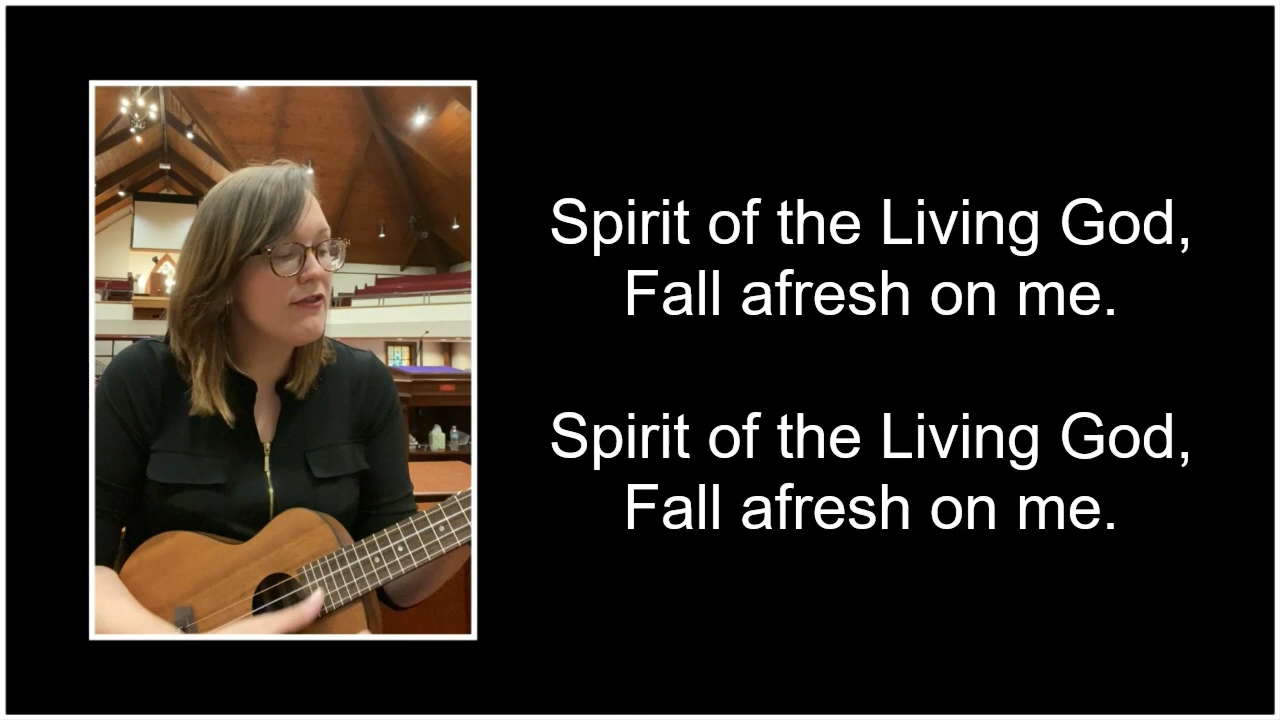 Spirit of the Living God,
Fall afresh on me.
Spirit of the Living God,
Fall afresh on me.